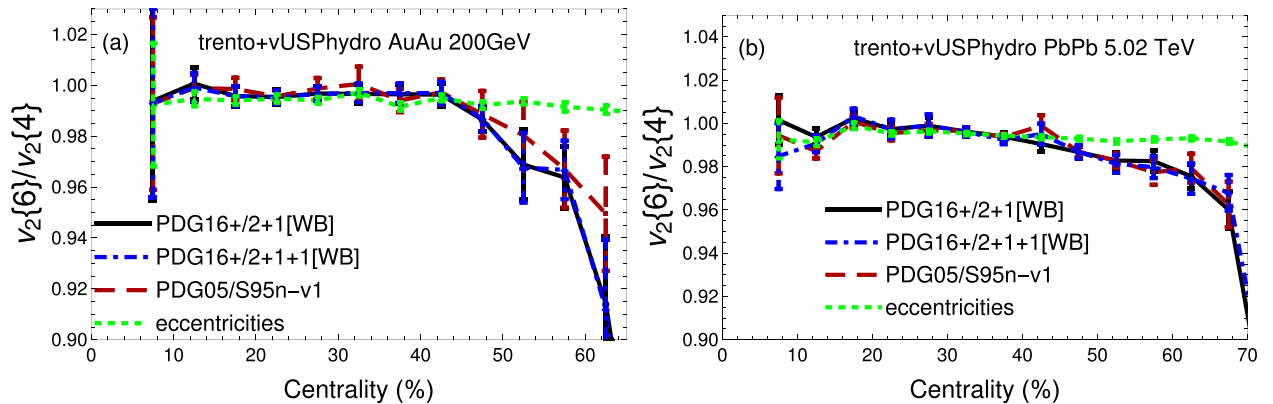 (a) trento+vUSPhydro AuAu 200GeV
v₂{6}/v₂{4}
1.02
1.00
0.98
0.96
0.94
0.92
0.90
PDG16+/2+1[WB]
PDG16+/2+1+1[WB]
PDG05/S95n−v1
eccentricities
0 10 20 30 40 50 60
Centrality (%)
(b) trento+vUSPhydro PbPb 5.02 TeV
v₂{6}/v₂{4}
1.04
1.02
1.00
0.98
0.96
0.94
0.92
0.90
PDG16+/2+1[WB]
PDG16+/2+1+1[WB]
PDG05/S95n−v1
eccentricities
0 10 20 30 40 50 60 70
Centrality (%)